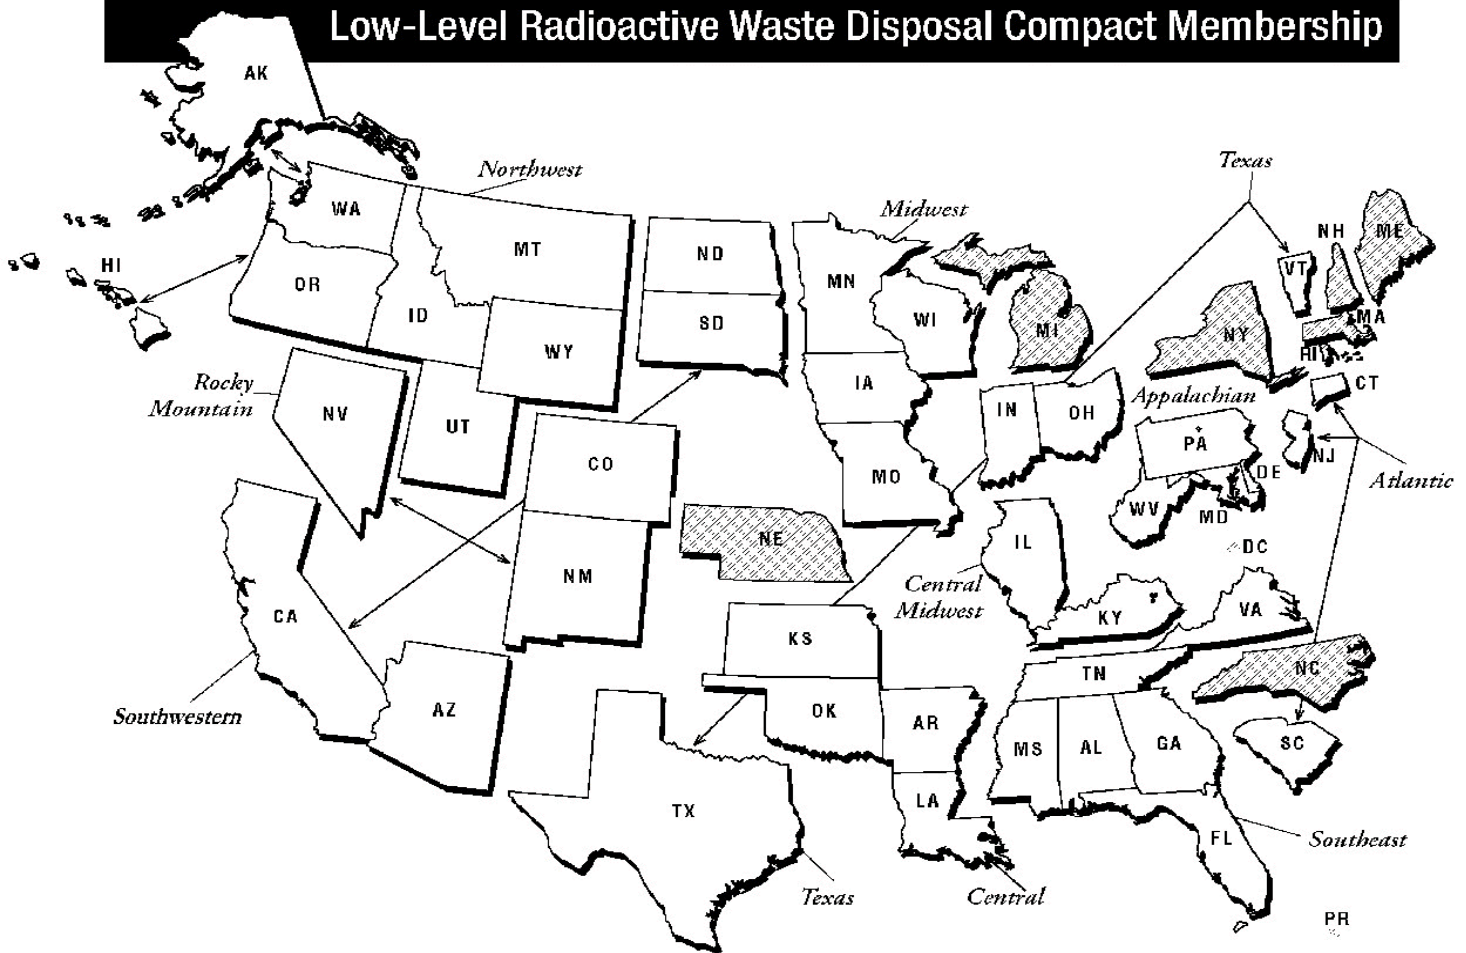 Low-Level Radioactive Waste Disposal Compact Membership
AK
Northwest
Texas
WA
Midwest
NH
ME
HI
MT
ND
VT
OR
MN
ID
SD
WI
MI
NY
MA
WY
RI
Rocky
Mountain
IA
CT
NV
UT
IN
OH
Appalachian
CO
MO
PA
NJ
DE
Atlantic
WV
MD
NE
IL
DC
NM
Central
Midwest
CA
KS
KY
VA
TN
NC
Southwestern
AZ
OK
AR
MS
AL
GA
SC
TX
LA
FL
Southeast
Texas
Central
PR